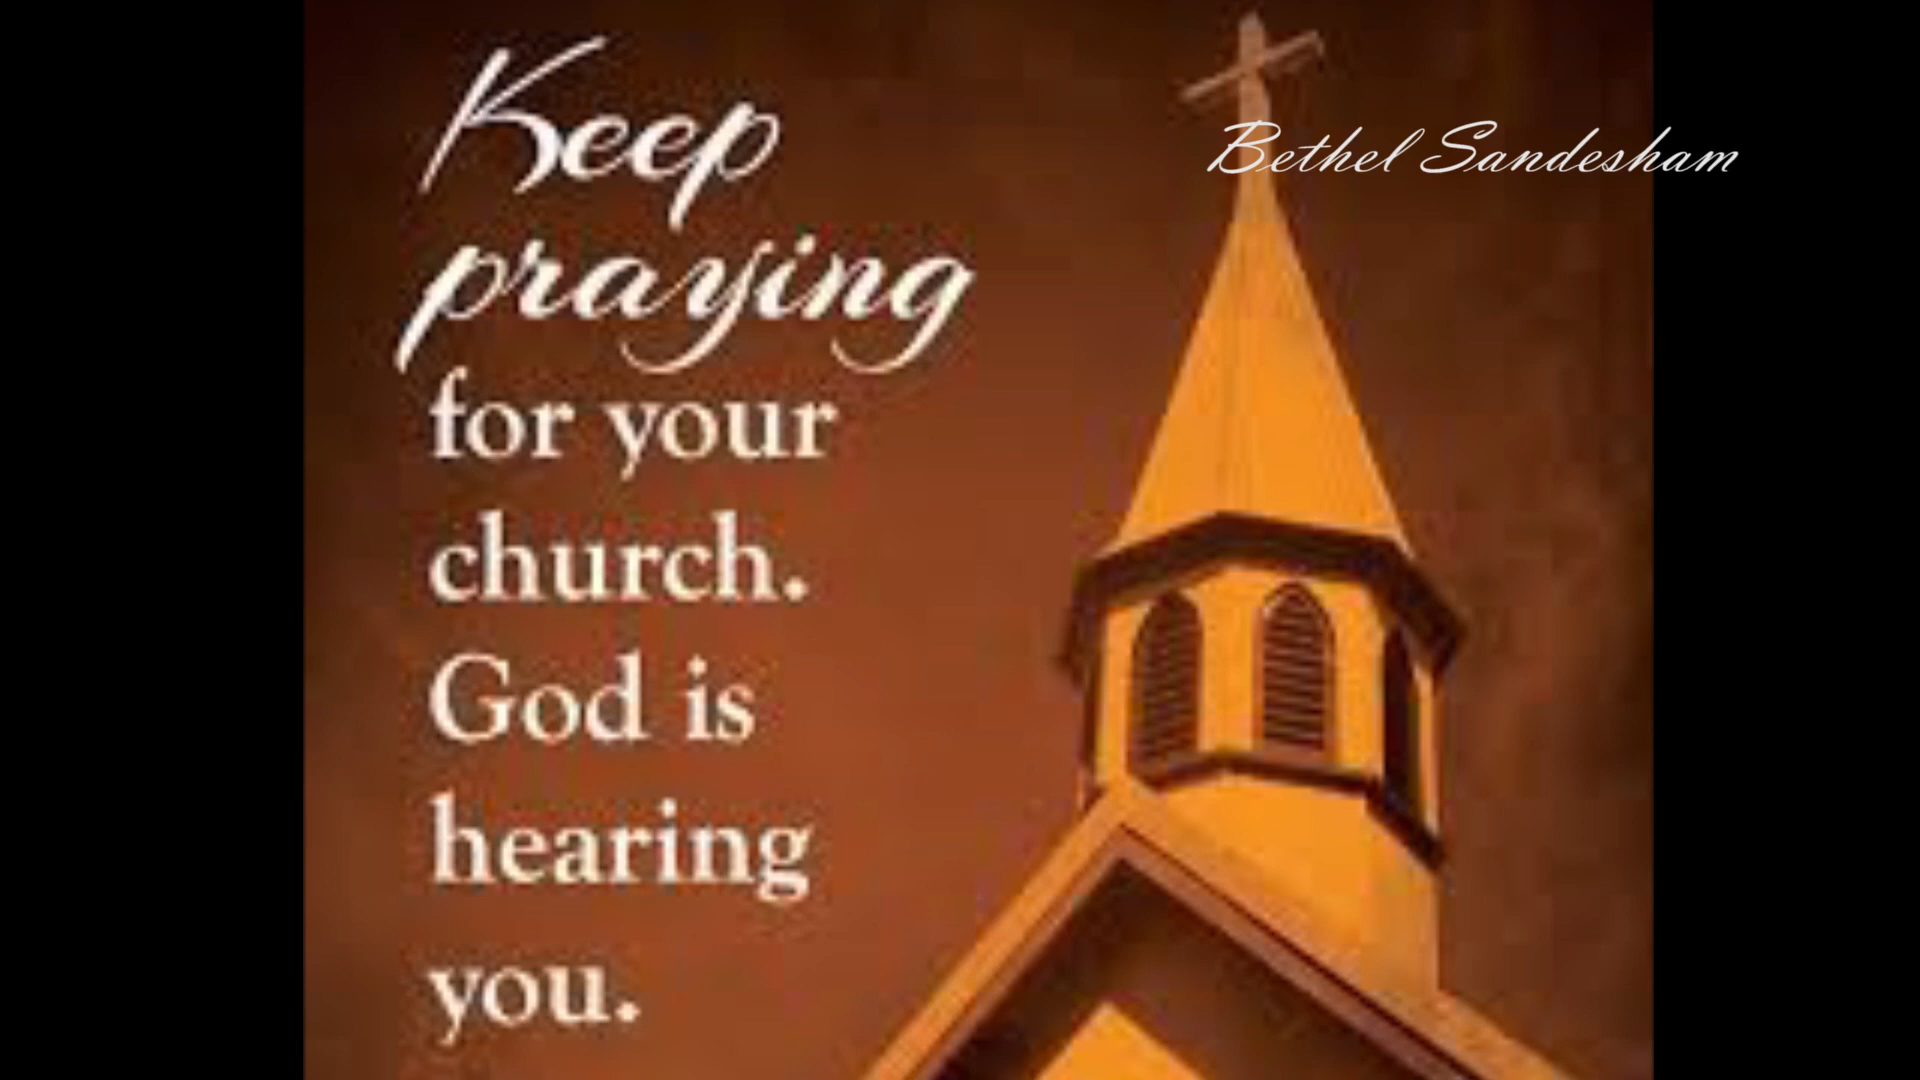 Keep
praying
for your
church.
God is
hearing
you.
Bethel Sandesham